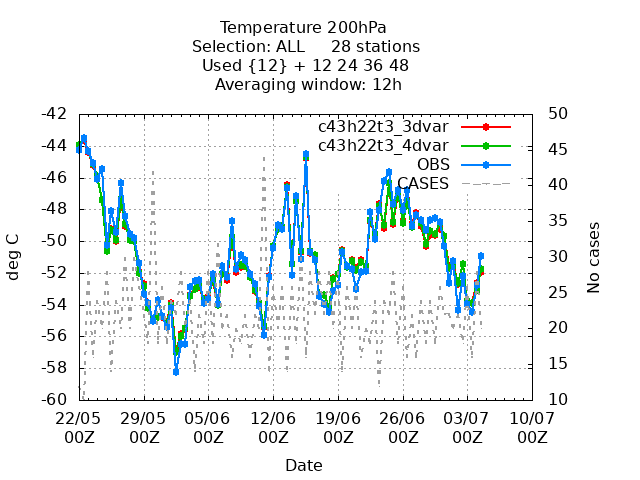 Temperature 200hPa
Selection: ALL     28 stations
Used {12} + 12 24 36 48
Averaging window: 12h
c43h22t3_3dvar
c43h22t3_4dvar
OBS
CASES
deg C
-42
-44
-46
-48
-50
-52
-54
-56
-58
-60
No cases
50
45
40
35
30
25
20
15
10
22/05 29/05 05/06 12/06 19/06 26/06 03/07 10/07
00Z 00Z 00Z 00Z 00Z 00Z 00Z 00Z
Date